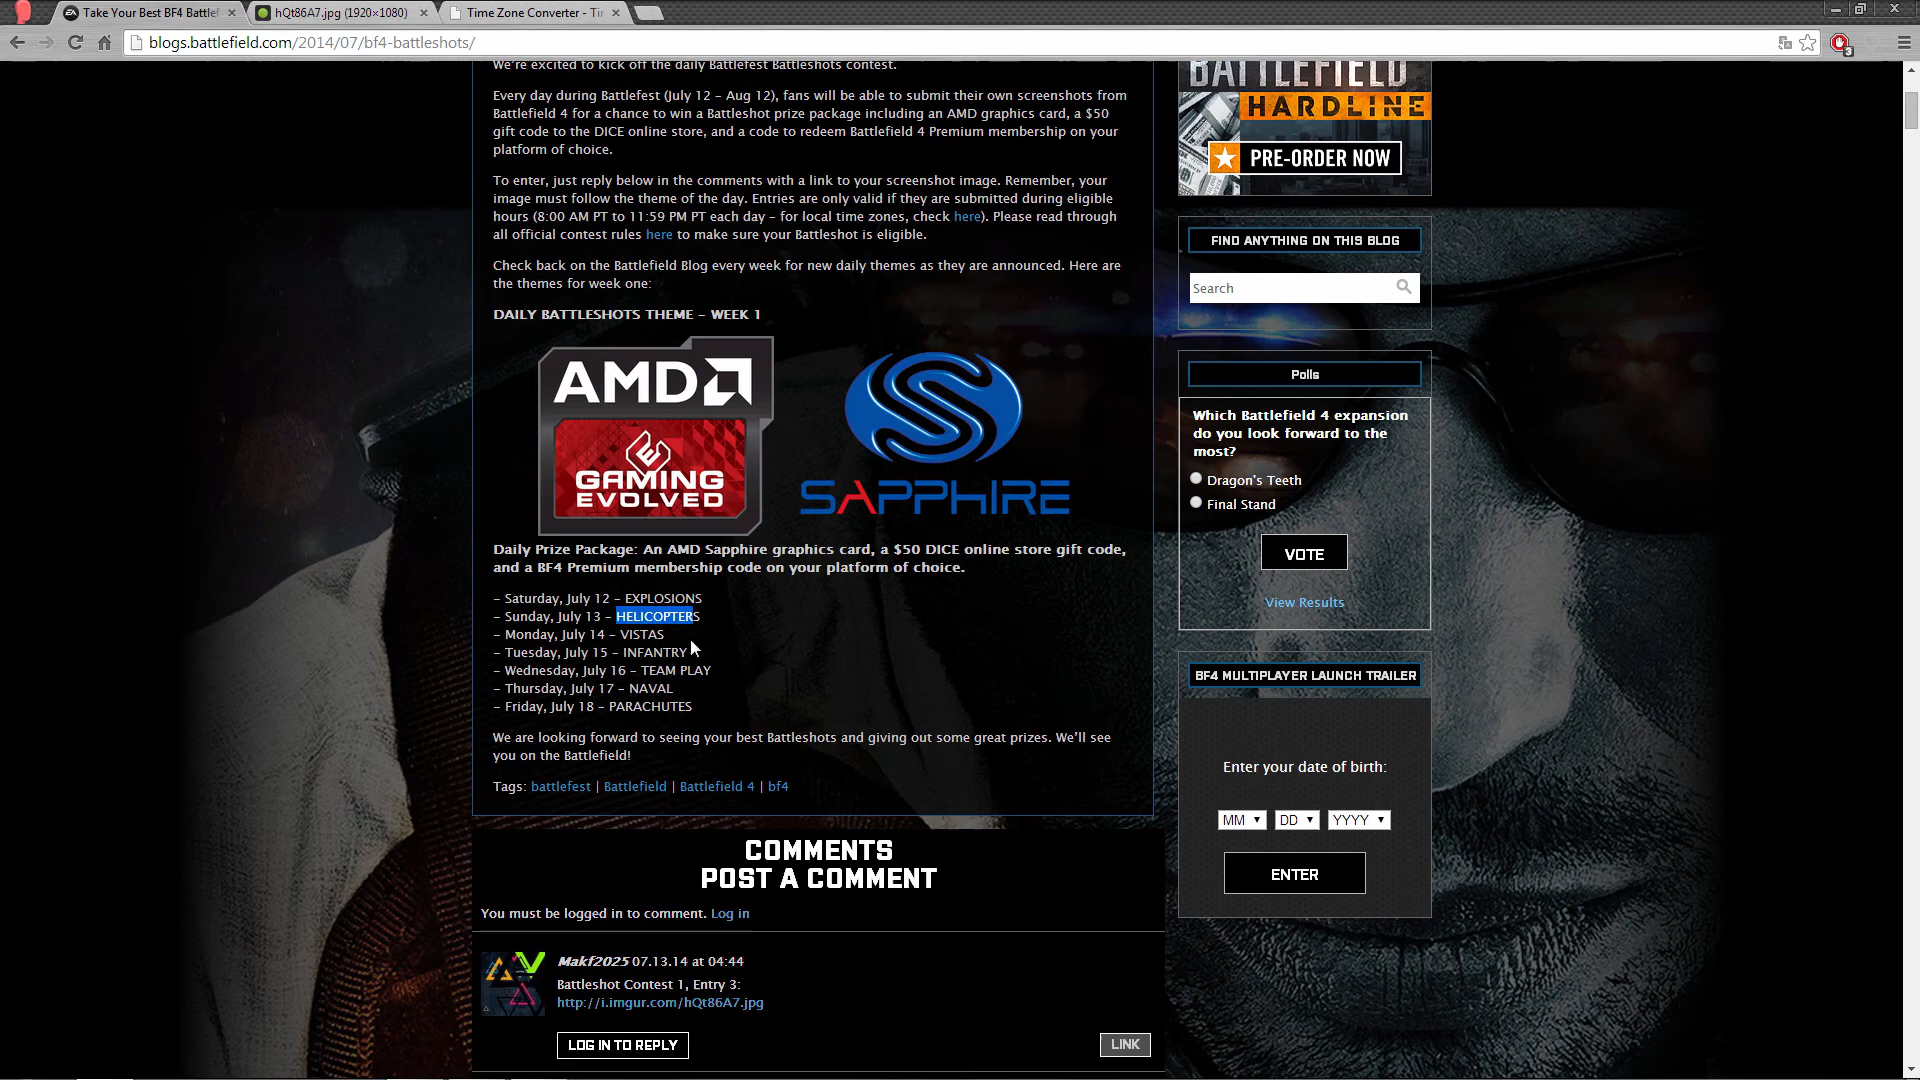 Take Your Best BF4 Battlef
hQt86A7.jpg (1920×1080)
Time Zone Converter - Ti
blogs.battlefield.com/2014/07/bf4-battleshots/
3
We're excited to kick off the daily Battlefest Battleshots contest.
Every day during Battlefest (July 12 – Aug 12), fans will be able to submit their own screenshots from
Battlefield 4 for a chance to win a Battleshot prize package including an AMD graphics card, a $50
gift code to the DICE online store, and a code to redeem Battlefield 4 Premium membership on your
platform of choice.
To enter, just reply below in the comments with a link to your screenshot image. Remember, your
image must follow the theme of the day. Entries are only valid if they are submitted during eligible
hours (8:00 AM PT to 11:59 PM PT each day – for local time zones, check here). Please read through
all official contest rules here to make sure your Battleshot is eligible.
Check back on the Battlefield Blog every week for new daily themes as they are announced. Here are
the themes for week one:
DAILY BATTLESHOTS THEME – WEEK 1
AMD
GAMING
EVOLVED
SAPPHIRE
Daily Prize Package: An AMD Sapphire graphics card, a $50 DICE online store gift code,
and a BF4 Premium membership code on your platform of choice.
– Saturday, July 12 – EXPLOSIONS
– Sunday, July 13 – HELICOPTERS
– Monday, July 14 – VISTAS
– Tuesday, July 15 – INFANTRY
– Wednesday, July 16 – TEAM PLAY
– Thursday, July 17 – NAVAL
– Friday, July 18 – PARACHUTES
We are looking forward to seeing your best Battleshots and giving out some great prizes. We'll see
you on the Battlefield!
Tags: battlefest | Battlefield | Battlefield 4 | bf4
COMMENTS
POST A COMMENT
You must be logged in to comment. Log in
Makf2025 07.13.14 at 04:44
Battleshot Contest 1, Entry 3:
http://i.imgur.com/hQt86A7.jpg
LOG IN TO REPLY
LINK
BATTLEFIELD
HARDLINE
PRE-ORDER NOW
FIND ANYTHING ON THIS BLOG
Search
Polls
Which Battlefield 4 expansion
do you look forward to the
most?
Dragon's Teeth
Final Stand
VOTE
View Results
BF4 MULTIPLAYER LAUNCH TRAILER
Enter your date of birth:
MM
DD
YYYY
ENTER